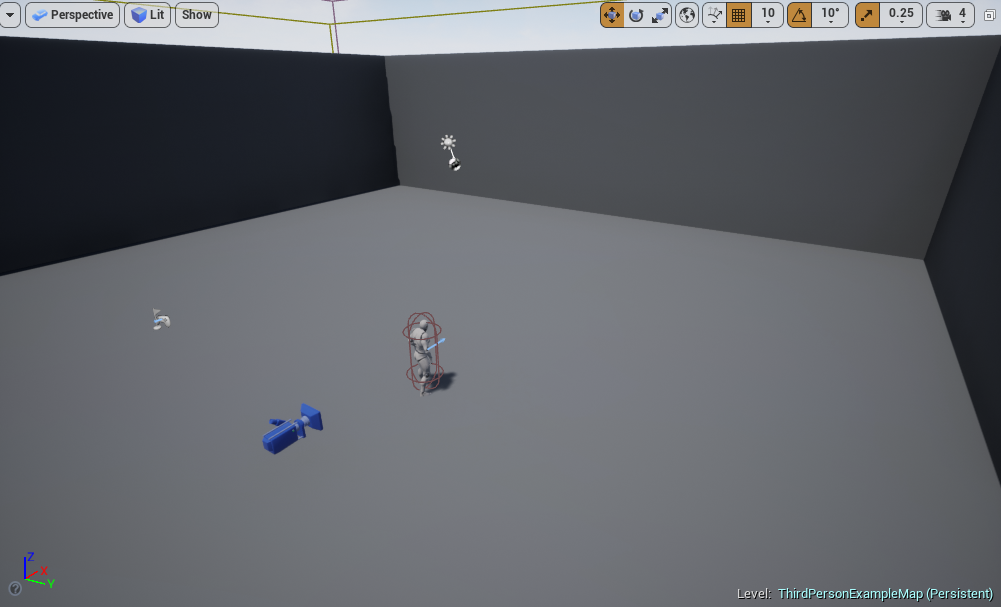 Perspective Lit Show 10 10° 0.25 4
Z
X
Y
?
Level: ThirdPersonExampleMap (Persistent)